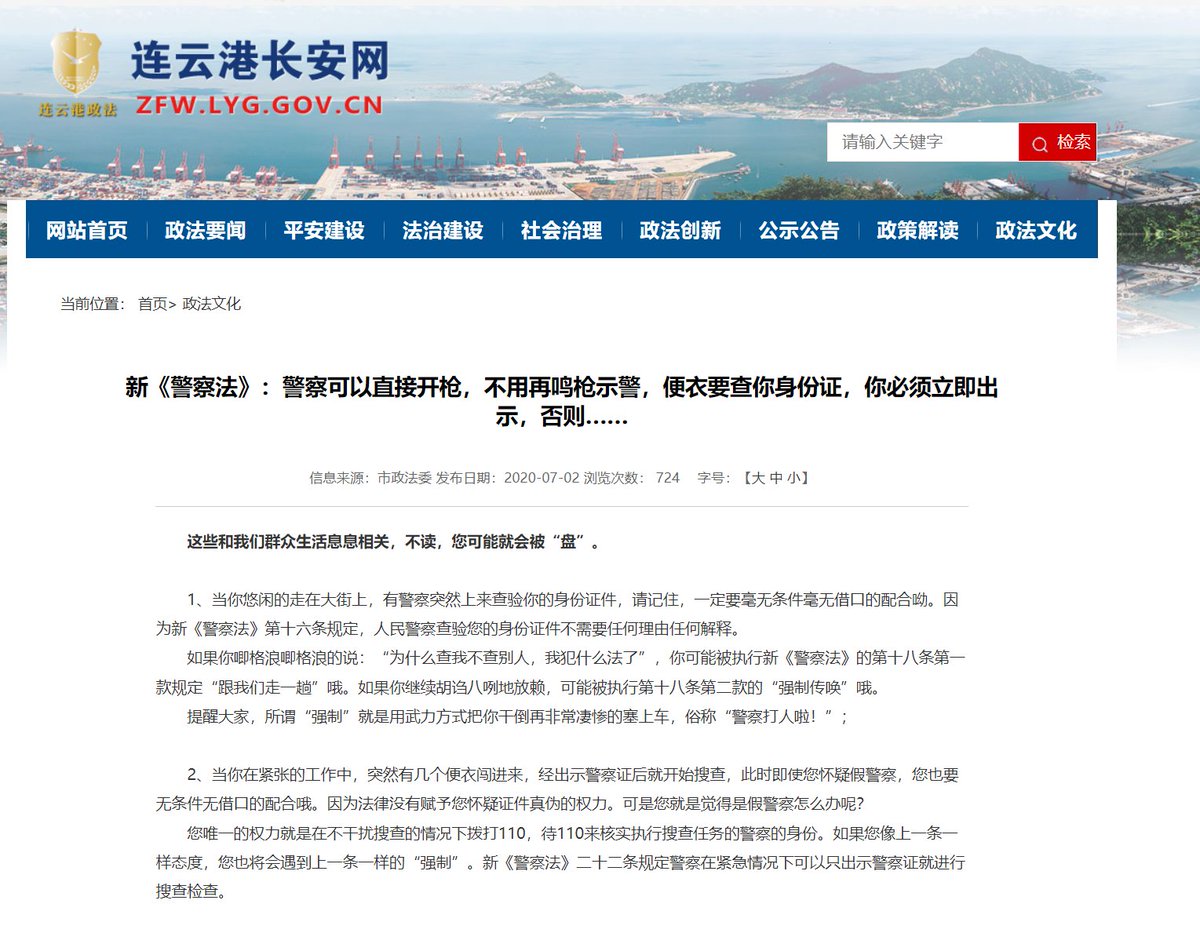 连云港长安网
连云港政法
ZFW.LYG.GOV.CN
请输入关键字
检索
网站首页
政法要闻
平安建设
法治建设
社会治理
政法创新
公示公告
政策解读
政法文化
当前位置： 首页> 政法文化
新《警察法》：警察可以直接开枪，不用再鸣枪示警，便衣要查你身份证，你必须立即出
示，否则……
信息来源：市政法委 发布日期：2020-07-02 浏览次数： 724 字号：【大 中 小】
这些和我们群众生活息息相关，不读，您可能就会被“盘”。
1、当你悠闲的走在大街上，有警察突然上来查验你的身份证件，请记住，一定要毫无条件毫无借口的配合呦。因
为新《警察法》第十六条规定，人民警察查验您的身份证件不需要任何理由任何解释。
如果你唧格浪唧格浪的说：“为什么查我不查别人，我犯什么法了”，你可能被执行新《警察法》的第十八条第一
款规定“跟我们走一趟”哦。如果你继续胡诌八咧地放赖，可能被执行第十八条第二款的“强制传唤”哦。
提醒大家，所谓“强制”就是用武力方式把你干倒再非常凄惨的塞上车，俗称“警察打人啦！”；
2、当你在紧张的工作中，突然有几个便衣闯进来，经出示警察证后就开始搜查，此时即使您怀疑假警察，您也要
无条件无借口的配合哦。因为法律没有赋予您怀疑证件真伪的权力。可是您就是觉得是假警察怎么办呢？
您唯一的权力就是在不干扰搜查的情况下拨打110，待110来核实执行搜查任务的警察的身份。如果您像上一条一
样态度，您也将会遇到上一条一样的“强制”。新《警察法》二十二条规定警察在紧急情况下可以只出示警察证就进行
搜查检查。